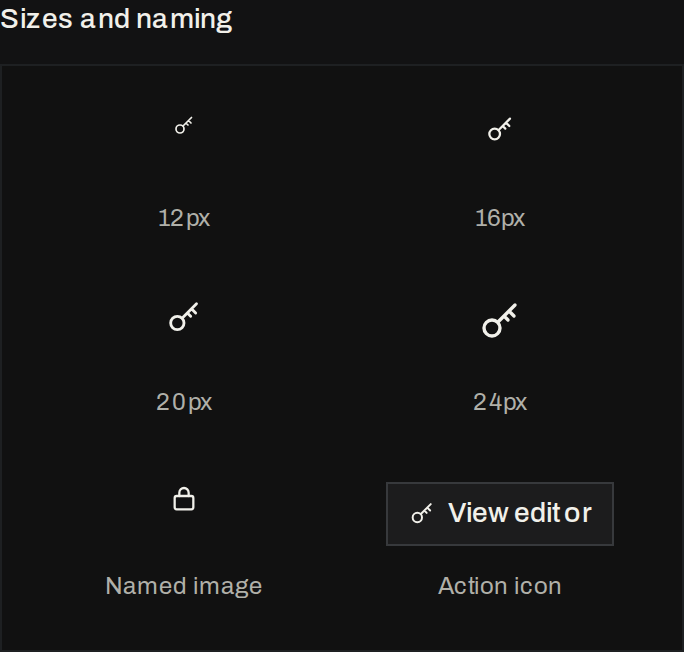 Sizes and naming
12px
16px
20px
24px
View editor
Named image
Action icon